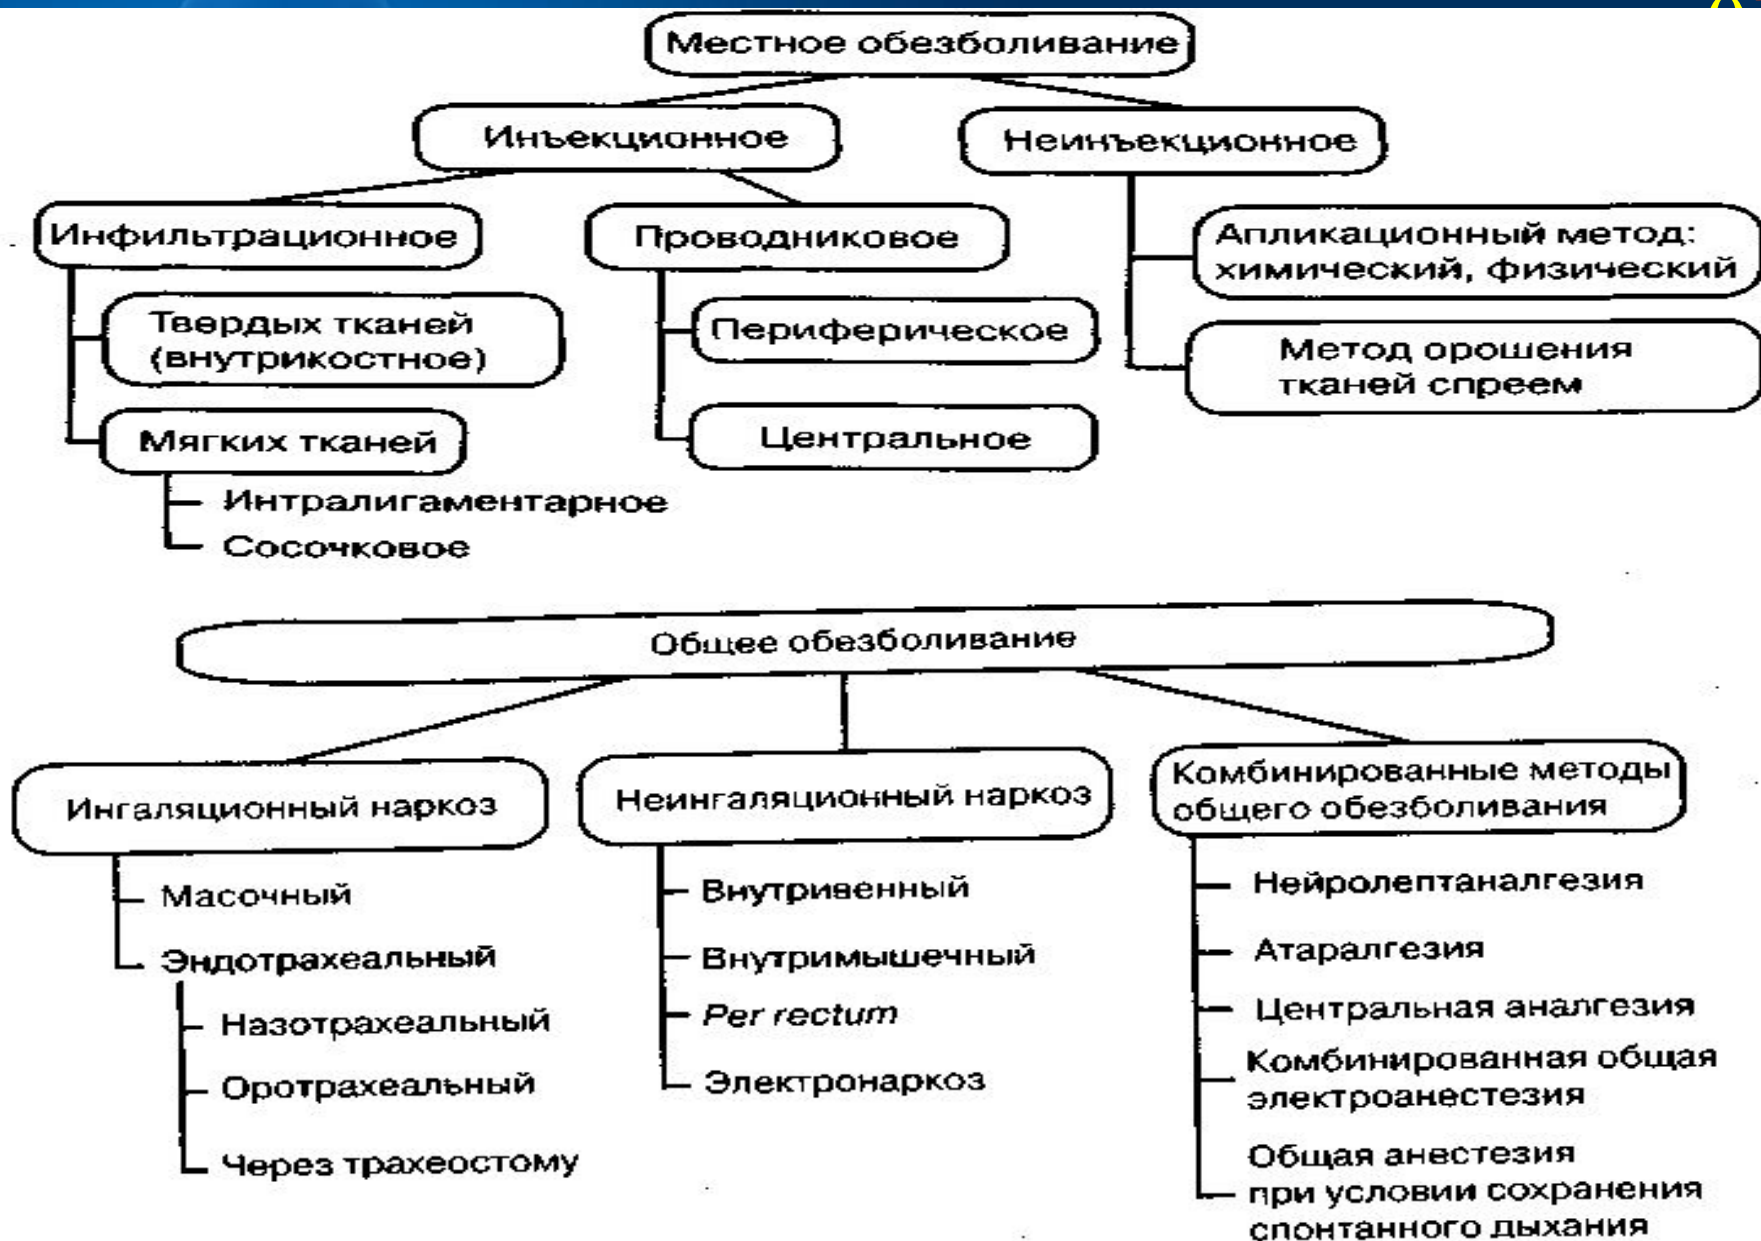 Местное обезболивание
Инъекционное
Неинъекционное
Инфильтрационное
Проводниковое
Апликационный метод:
химический, физический
Твердых тканей
(внутрикостное)
Периферическое
Метод орошения
тканей спреем
Мягких тканей
Центральное
Интралигаментарное
Сосочковое
Общее обезболивание
Ингаляционный наркоз
Неингаляционный наркоз
Комбинированные методы
общего обезболивания
Масочный
Эндотрахеальный
Назотрахеальный
Оротрахеальный
Через трахеостому
Внутривенный
Внутримышечный
Per rectum
Электронаркоз
Нейролептаналгезия
Атаралгезия
Центральная аналгезия
Комбинированная общая
электроанестезия
Общая анестезия
при условии сохранения
спонтанного дыхания